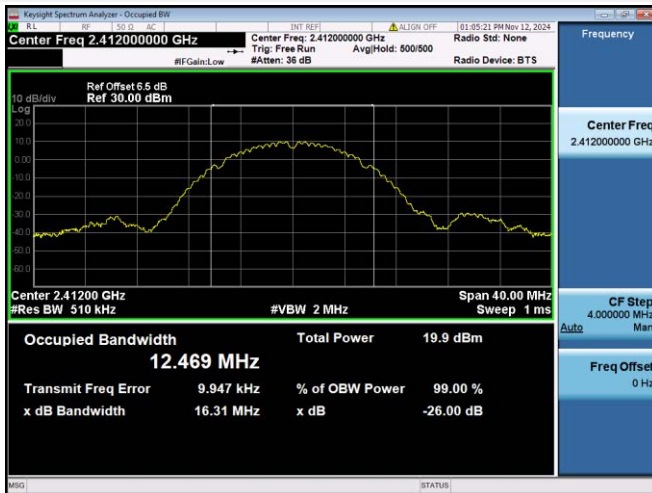 Keysight Spectrum Analyzer - Occupied BW
RL RF 50 Ω AC INT REF ALIGN OFF 01:05:21 PM Nov 12, 2024
Center Freq 2.412000000 GHz
Center Freq: 2.412000000 GHz Radio Std: None
Trig: Free Run Avg|Hold: 500/500
#IFGain:Low #Atten: 36 dB Radio Device: BTS
Frequency
Ref Offset 6.5 dB
10 dB/div Ref 30.00 dBm
Log
20.0
10.0
0.00
-10.0
-20.0
-30.0
-40.0
-50.0
-60.0
Center Freq
2.412000000 GHz
Center 2.41200 GHz Span 40.00 MHz
#Res BW 510 kHz #VBW 2 MHz Sweep 1 ms
CF Step
4.000000 MHz
Auto Man
Occupied Bandwidth Total Power 19.9 dBm
12.469 MHz
Transmit Freq Error 9.947 kHz % of OBW Power 99.00 %
x dB Bandwidth 16.31 MHz x dB -26.00 dB
Freq Offset
0 Hz
MSG STATUS